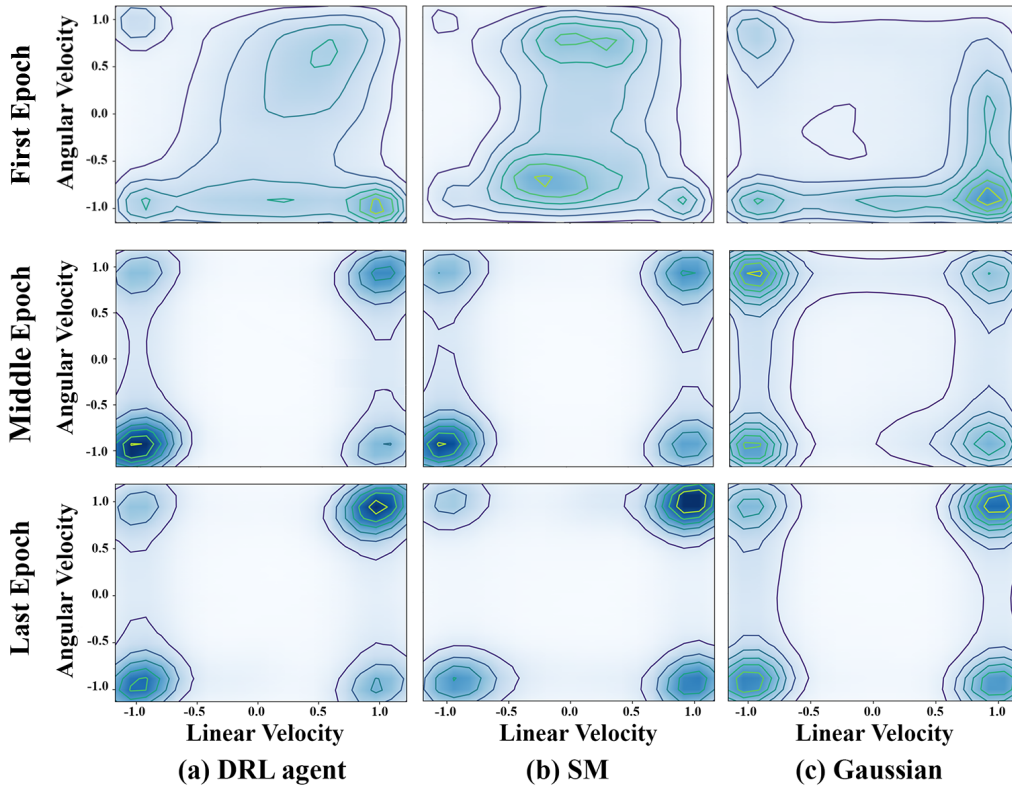 First Epoch
Angular Velocity
1.0
0.5
0.0
-0.5
-1.0
Middle Epoch
Angular Velocity
1.0
0.5
0.0
-0.5
-1.0
Last Epoch
Angular Velocity
1.0
0.5
0.0
-0.5
-1.0
-1.0 -0.5 0.0 0.5 1.0 -1.0 -0.5 0.0 0.5 1.0 -1.0 -0.5 0.0 0.5 1.0
Linear Velocity Linear Velocity Linear Velocity
(a) DRL agent (b) SM (c) Gaussian